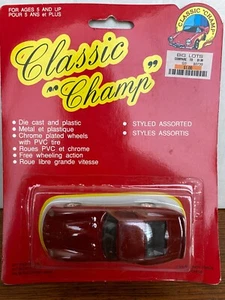 FOR AGES 5 AND UP
POUR 5 ANS et PLUS
CLASSIC "CHAMP"
BIG LOTS
Classic
"Champ"
• Die cast and plastic
• Metal et plastique
• Chrome plated wheels
with PVC tire
• Roues PVC et chrome
• Free wheeling action
• Roue libre grande vitesse
• STYLED ASSORTED
• STYLES ASSORTIS